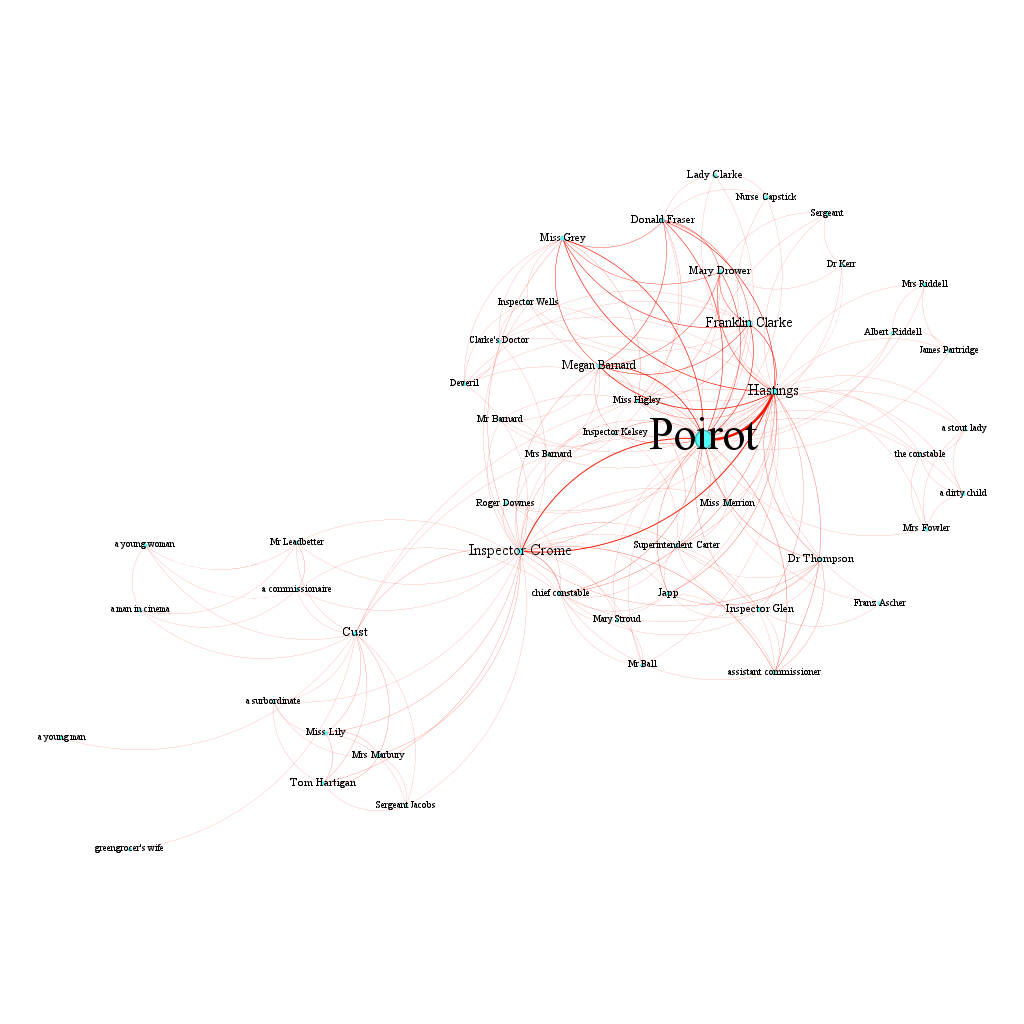 Lady Clarke
Nurse Capstick
Sergeant
Donald Fraser
Miss Grey
Dr Kerr
Mary Drower
Mrs Riddell
Inspector Wells
Franklin Clarke
Albert Riddell
Clarke's Doctor
James Partridge
Megan Barnard
Deveril
Hastings
Miss Higley
Mr Barnard
a stout lady
Inspector Kelsey
Poirot
Mrs Barnard
the constable
a dirty child
Roger Downes
Miss Merrion
Mrs Fowler
a young woman
Mr Leadbetter
Inspector Crome
Superintendent Carter
Dr Thompson
a commissionaire
chief constable
Japp
Franz Ascher
a man in cinema
Inspector Glen
Mary Stroud
Cust
Mr Ball
assistant commissioner
a surbordinate
Miss Lily
a young man
Mrs Marbury
Tom Hartigan
Sergeant Jacobs
greengrocer's wife